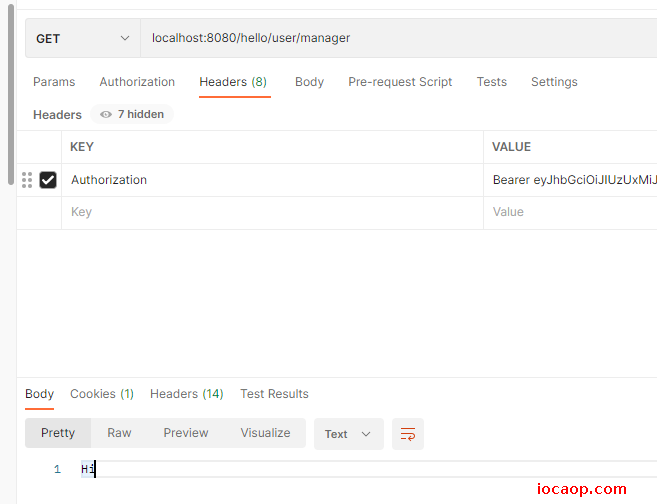 GET localhost:8080/hello/user/manager
Params Authorization Headers (8) Body Pre-request Script Tests Settings
Headers 7 hidden
KEY VALUE
Authorization Bearer eyJhbGciOiJIUzUxMiJ
Key Value
Body Cookies (1) Headers (14) Test Results
Pretty Raw Preview Visualize Text
1 Hi
iocaop.com